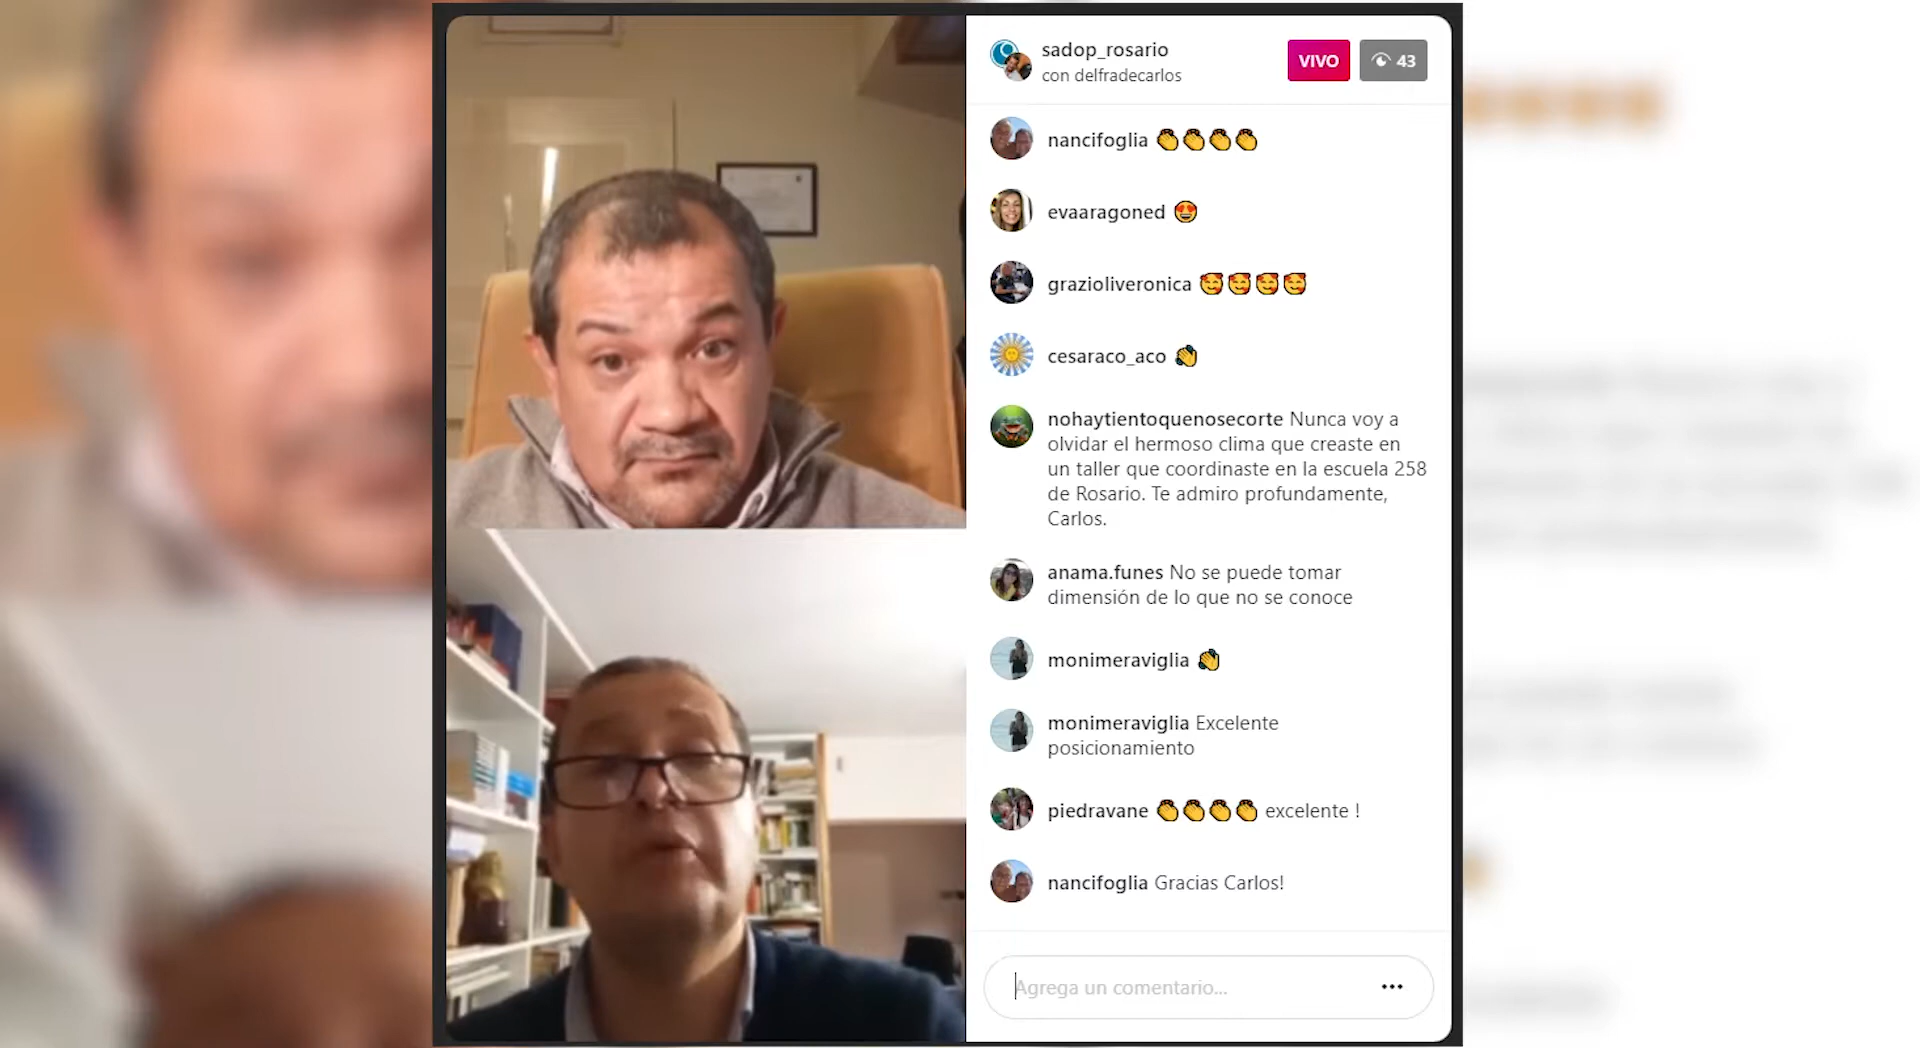 sadop_rosario
con delfradecarlos
VIVO
43
nancifoglia 👏👏👏👏
evaaragoned 😍
grazioliveronica 🥰🥰🥰🥰
cesaraco_aco 👏
nohaytientoquenosecorte Nunca voy a
olvidar el hermoso clima que creaste en
un taller que coordinaste en la escuela 258
de Rosario. Te admiro profundamente,
Carlos.
anama.funes No se puede tomar
dimensión de lo que no se conoce
monimeraviglia 👏
monimeraviglia Excelente
posicionamiento
piedravane 👏👏👏👏 excelente !
nancifoglia Gracias Carlos!
Agrega un comentario...